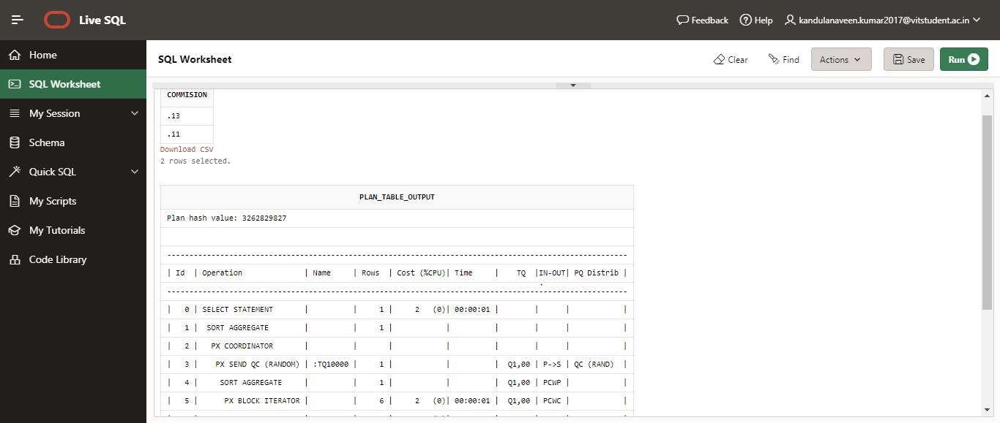 Live SQL
Feedback
Help
kandulanaveen.kumar2017@vitstudent.ac.in
Home
SQL Worksheet
My Session
Schema
Quick SQL
My Scripts
My Tutorials
Code Library
SQL Worksheet
Clear
Find
Actions
Save
Run
COMMISION
.13
.11
Download CSV
2 rows selected.
PLAN_TABLE_OUTPUT
Plan hash value: 3262829827
--------------------------------------------------------------------------------------------------------
| Id | Operation | Name | Rows | Cost (%CPU)| Time | TQ |IN-OUT| PQ Distrib |
--------------------------------------------------------------------------------------------------------
| 0 | SELECT STATEMENT | | 1 | 2 (0)| 00:00:01 | | | |
| 1 | SORT AGGREGATE | | 1 | | | | | |
| 2 | PX COORDINATOR | | | | | | | |
| 3 | PX SEND QC (RANDOM) | :TQ10000 | 1 | | | Q1,00 | P->S | QC (RAND) |
| 4 | SORT AGGREGATE | | 1 | | | Q1,00 | PCWP | |
| 5 | PX BLOCK ITERATOR | | 6 | 2 (0)| 00:00:01 | Q1,00 | PCWC | |